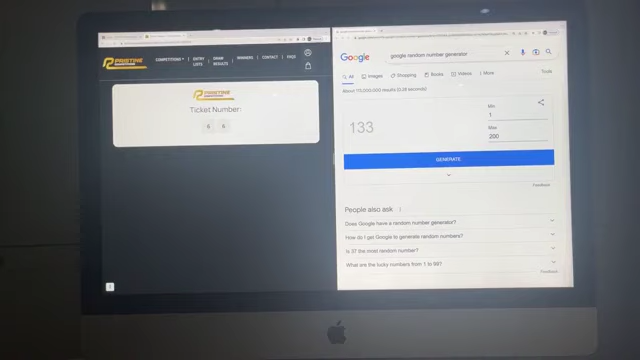 PRISTINE
COMPETITIONS
ENTRY LISTS
DRAW RESULTS
WINNERS
CONTACT
FAQS
PRISTINE
Ticket Number:
6 6
Google
google random number generator
All Images Shopping Books Videos More
Tools
Min
1
133
Max
200
GENERATE
Feedback
People also ask
Does Google have a random number generator?
How do I get Google to generate random numbers?
Is 37 the most random number?
What are the lucky numbers from 1 to 99?
Feedback